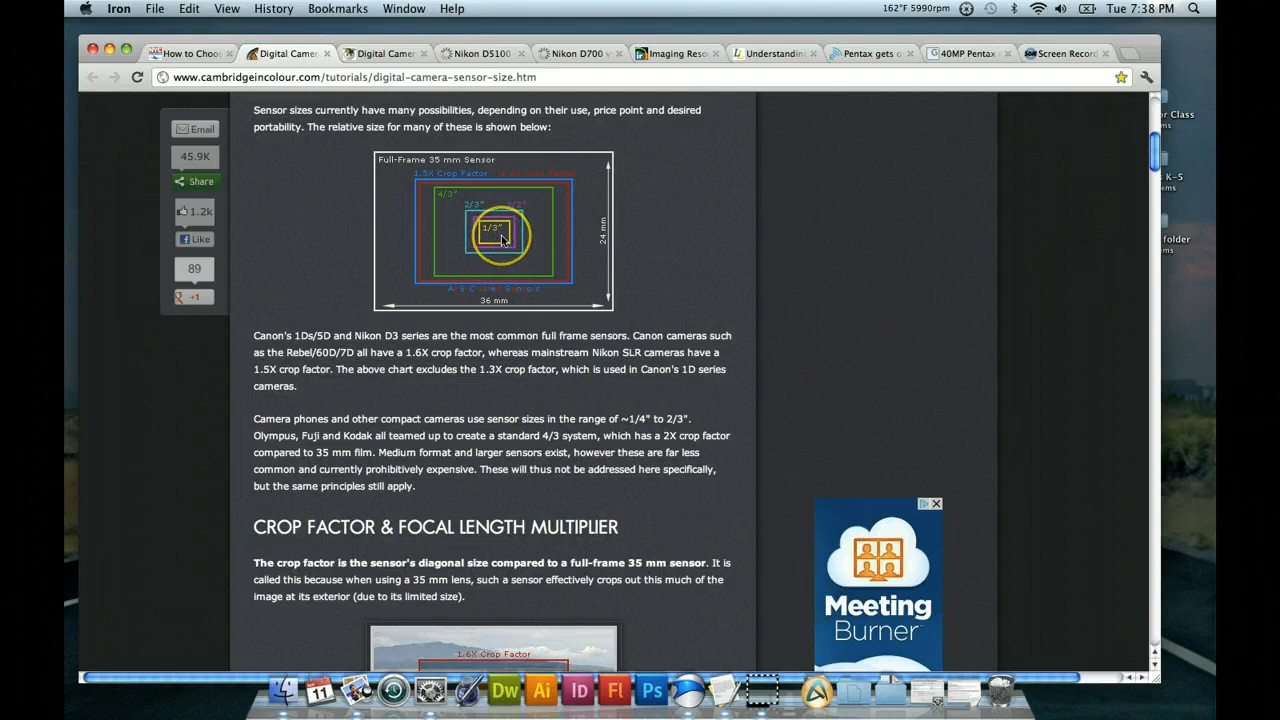 Iron File Edit View History Bookmarks Window Help 162°F 5990rpm Tue 7:38 PM
How to Choos Digital Camer Digital Camer Nikon D5100 Nikon D700 v Imaging Reso Understandin Pentax gets o 40MP Pentax Screen Record
www.cambridgeincolour.com/tutorials/digital-camera-sensor-size.htm
Sensor sizes currently have many possibilities, depending on their use, price point and desired
portability. The relative size for many of these is shown below:
Email
45.9K
Share
1.2k
Like
89
+1
Full-Frame 35 mm Sensor
1.5X Crop Factor
4/3"
2/3"
1/3"
24 mm
36 mm
Canon's 1Ds/5D and Nikon D3 series are the most common full frame sensors. Canon cameras such
as the Rebel/60D/7D all have a 1.6X crop factor, whereas mainstream Nikon SLR cameras have a
1.5X crop factor. The above chart excludes the 1.3X crop factor, which is used in Canon's 1D series
cameras.
Camera phones and other compact cameras use sensor sizes in the range of ~1/4" to 2/3".
Olympus, Fuji and Kodak all teamed up to create a standard 4/3 system, which has a 2X crop factor
compared to 35 mm film. Medium format and larger sensors exist, however these are far less
common and currently prohibitively expensive. These will thus not be addressed here specifically,
but the same principles still apply.
CROP FACTOR & FOCAL LENGTH MULTIPLIER
The crop factor is the sensor's diagonal size compared to a full-frame 35 mm sensor. It is
called this because when using a 35 mm lens, such a sensor effectively crops out this much of the
image at its exterior (due to its limited size).
1.6X Crop Factor
Meeting
Burner
sor Class
ms
K-5
ms
folder
JUL
11
Dw Ai Id Fl Ps